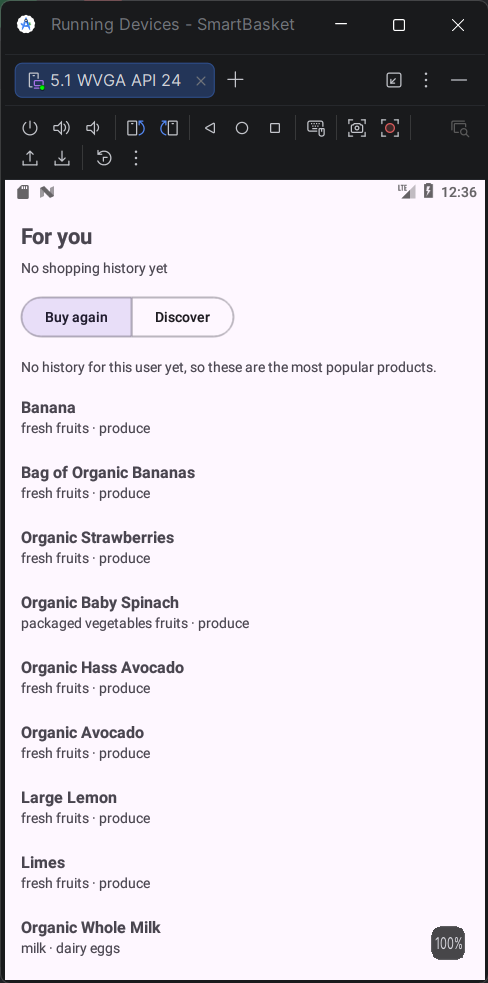 Running Devices - SmartBasket
5.1 WVGA API 24
LTE 12:36
For you
No shopping history yet
Buy again Discover
No history for this user yet, so these are the most popular products.
Banana
fresh fruits · produce
Bag of Organic Bananas
fresh fruits · produce
Organic Strawberries
fresh fruits · produce
Organic Baby Spinach
packaged vegetables fruits · produce
Organic Hass Avocado
fresh fruits · produce
Organic Avocado
fresh fruits · produce
Large Lemon
fresh fruits · produce
Limes
fresh fruits · produce
Organic Whole Milk
milk · dairy eggs
100%